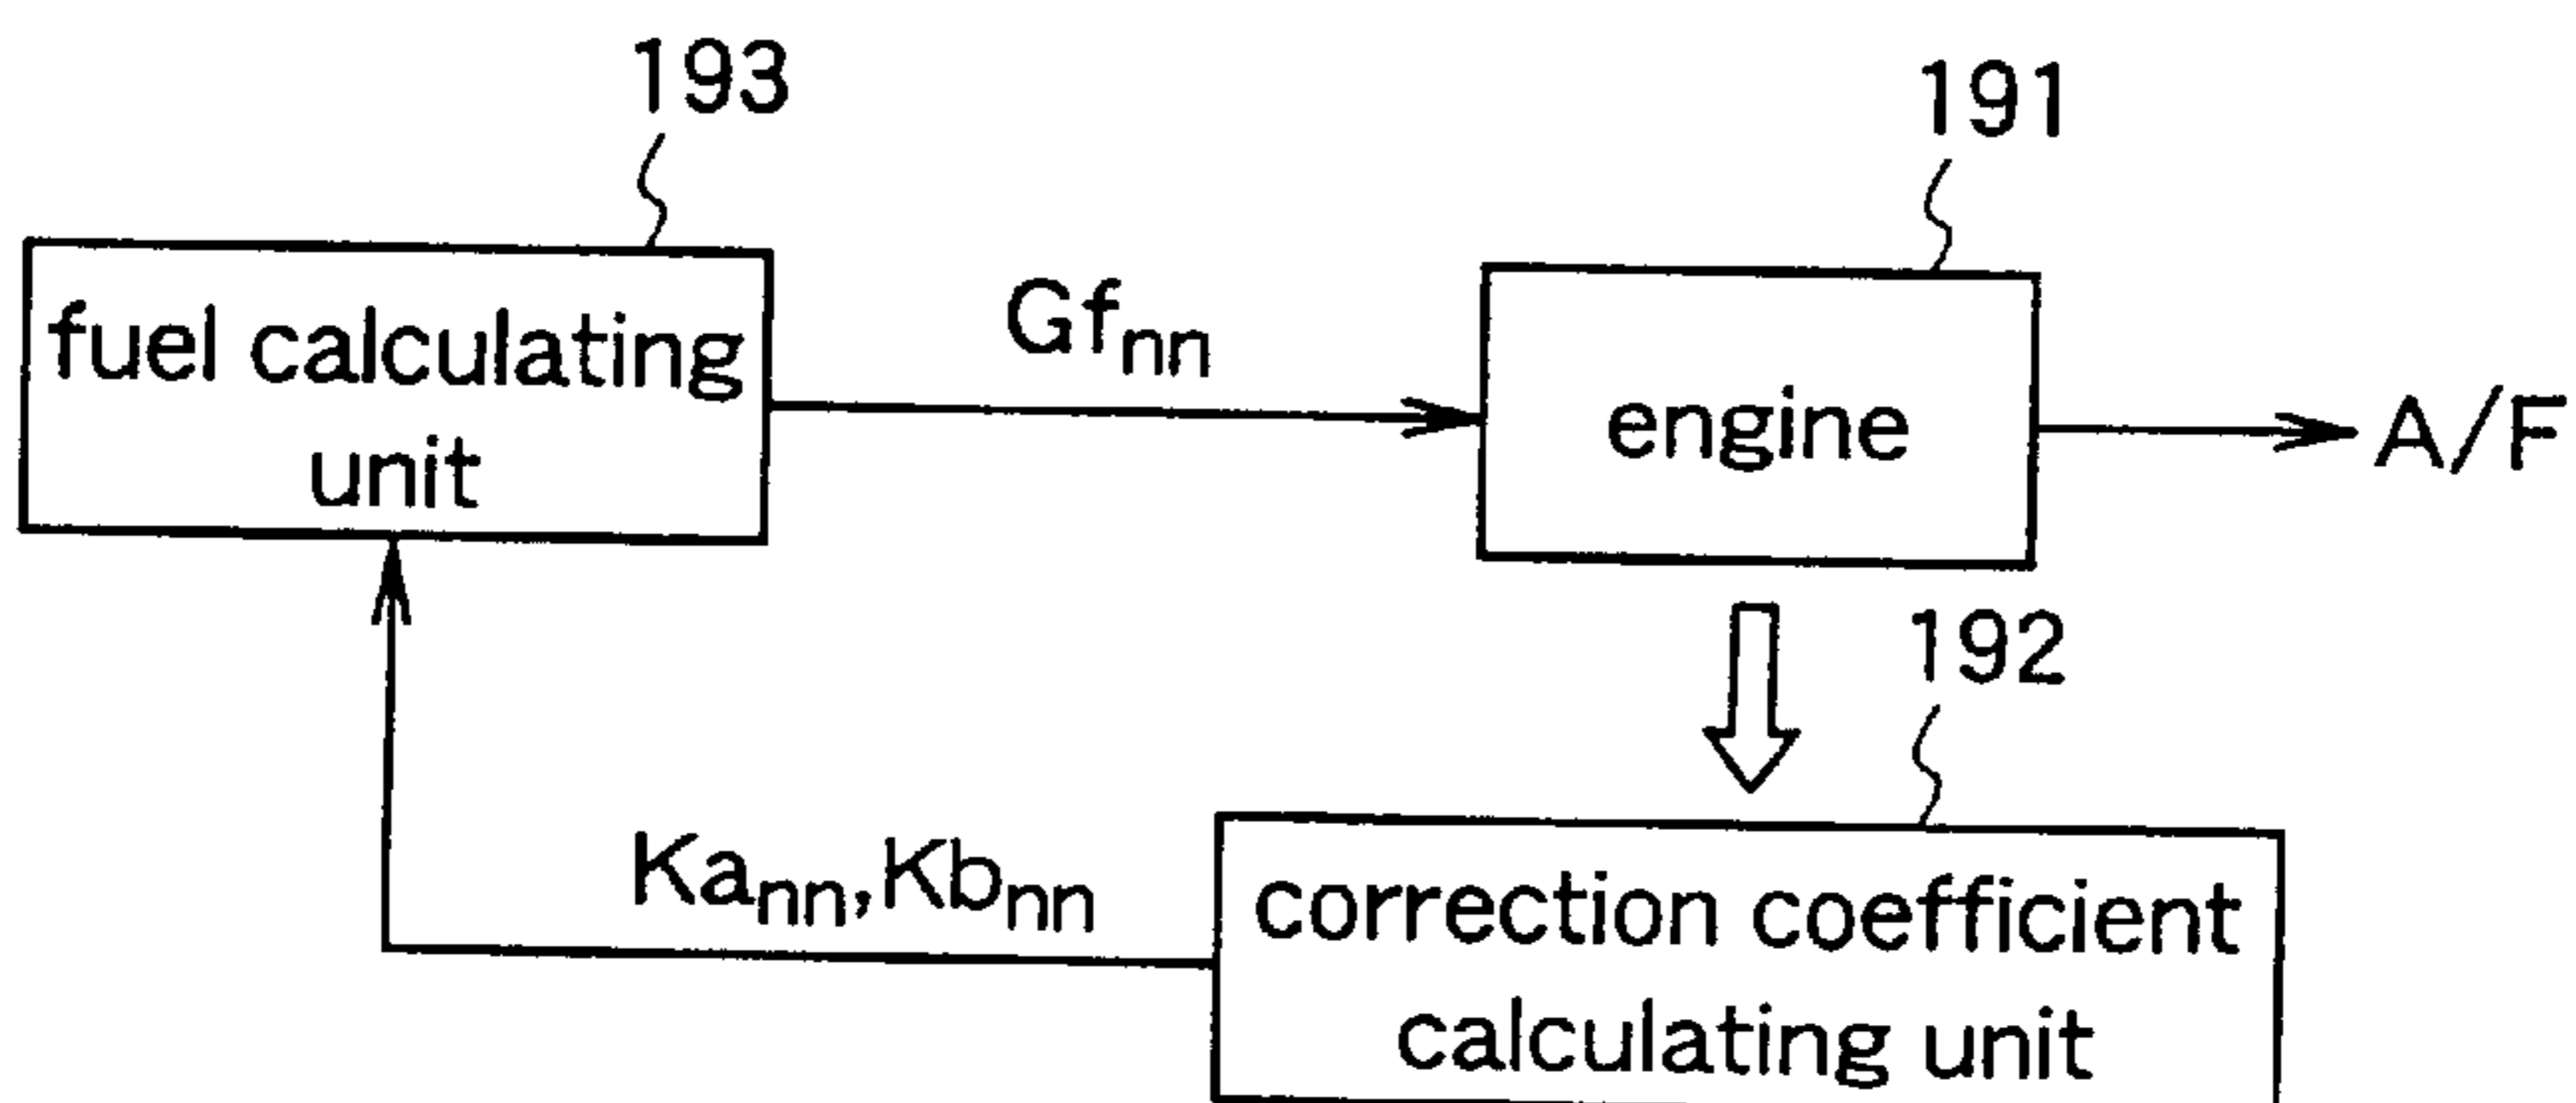 193
191
fuel calculating
unit
Gfnn
engine
A/F
192
Kann,Kbnn
correction coefficient
calculating unit